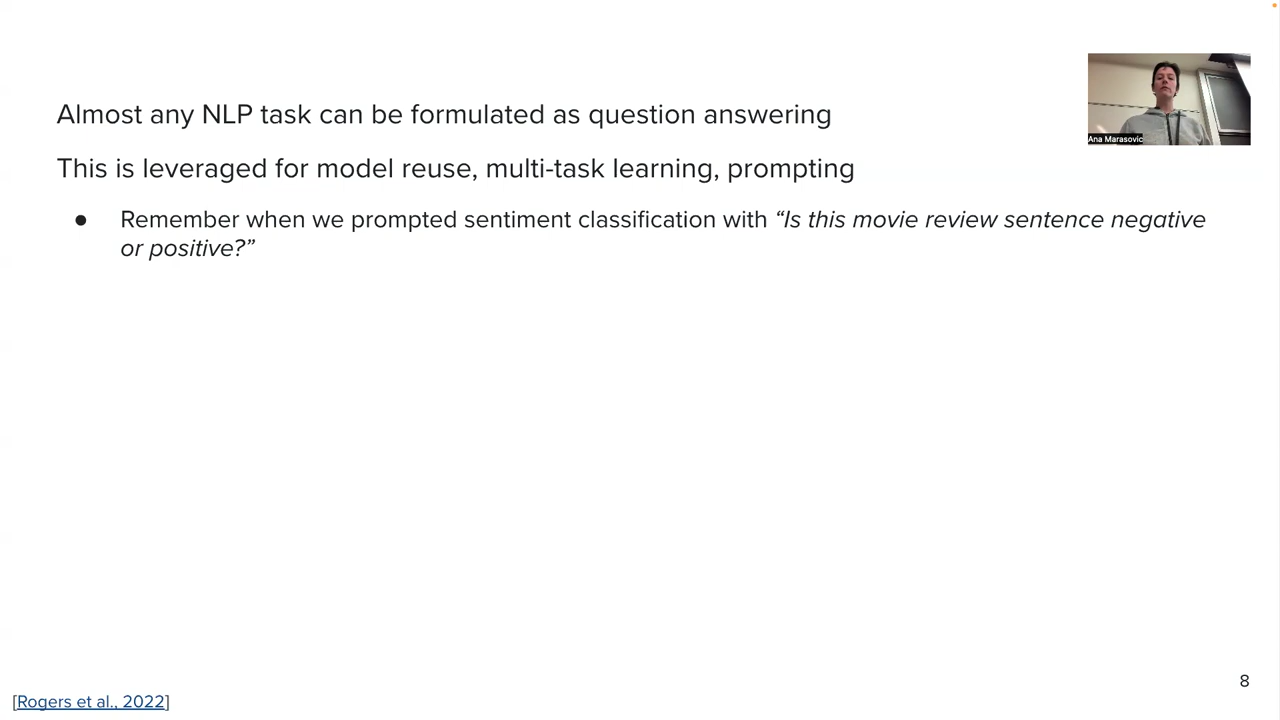 Ana Marasovic
Almost any NLP task can be formulated as question answering
This is leveraged for model reuse, multi-task learning, prompting
● Remember when we prompted sentiment classification with “Is this movie review sentence negative
or positive?”
8
[Rogers et al., 2022]